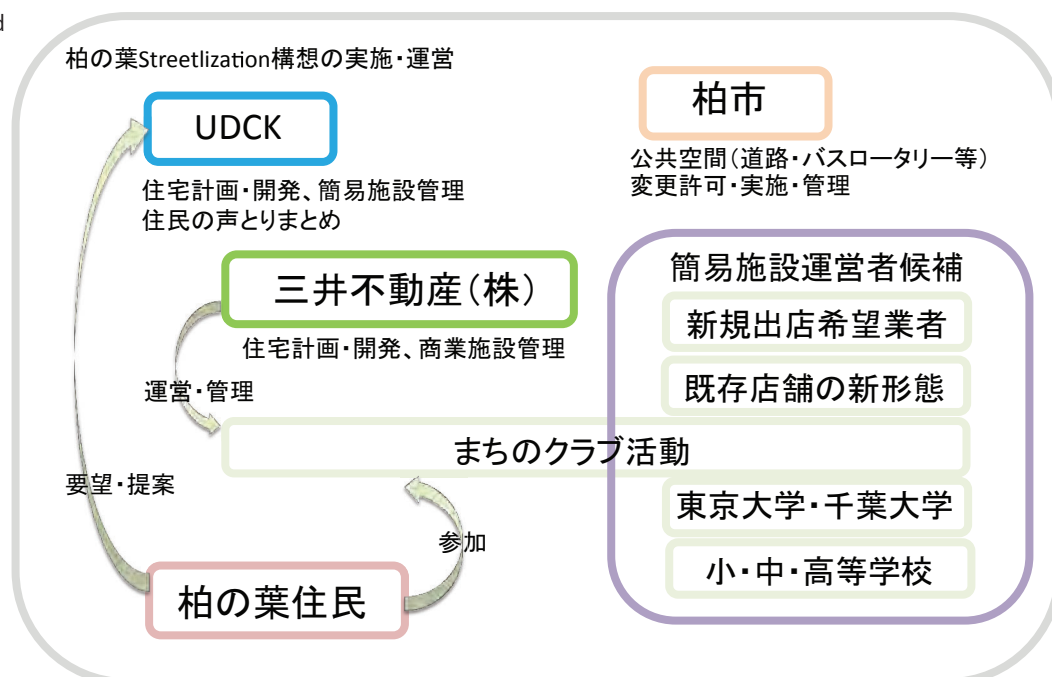 d
柏の葉Streetlization構想の実施・運営
UDCK
住宅計画・開発、簡易施設管理
住民の声とりまとめ
柏市
公共空間（道路・バスロータリー等）
変更許可・実施・管理
三井不動産（株）
住宅計画・開発、商業施設管理
運営・管理
簡易施設運営者候補
新規出店希望業者
既存店舗の新形態
まちのクラブ活動
東京大学・千葉大学
小・中・高等学校
要望・提案
参加
柏の葉住民